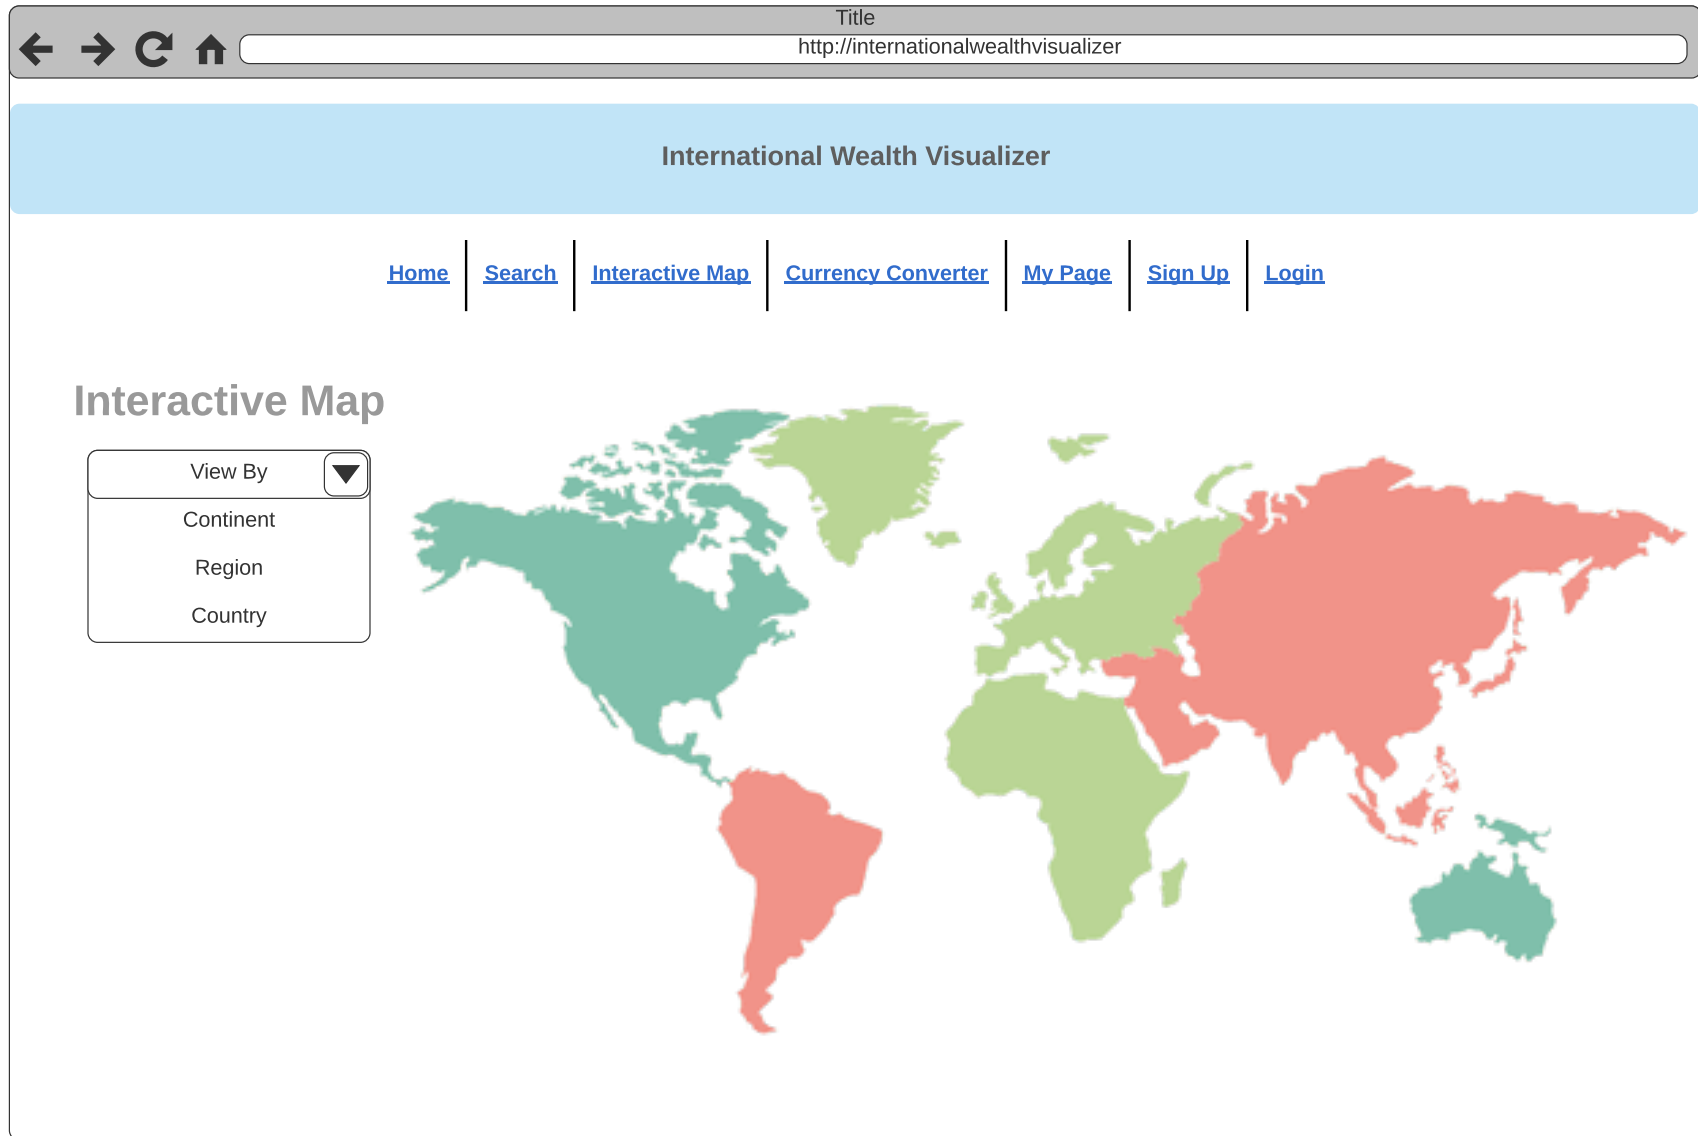 Title
http://internationalwealthvisualizer
International Wealth Visualizer
Home Search Interactive Map Currency Converter My Page Sign Up Login
Interactive Map
View By
Continent
Region
Country